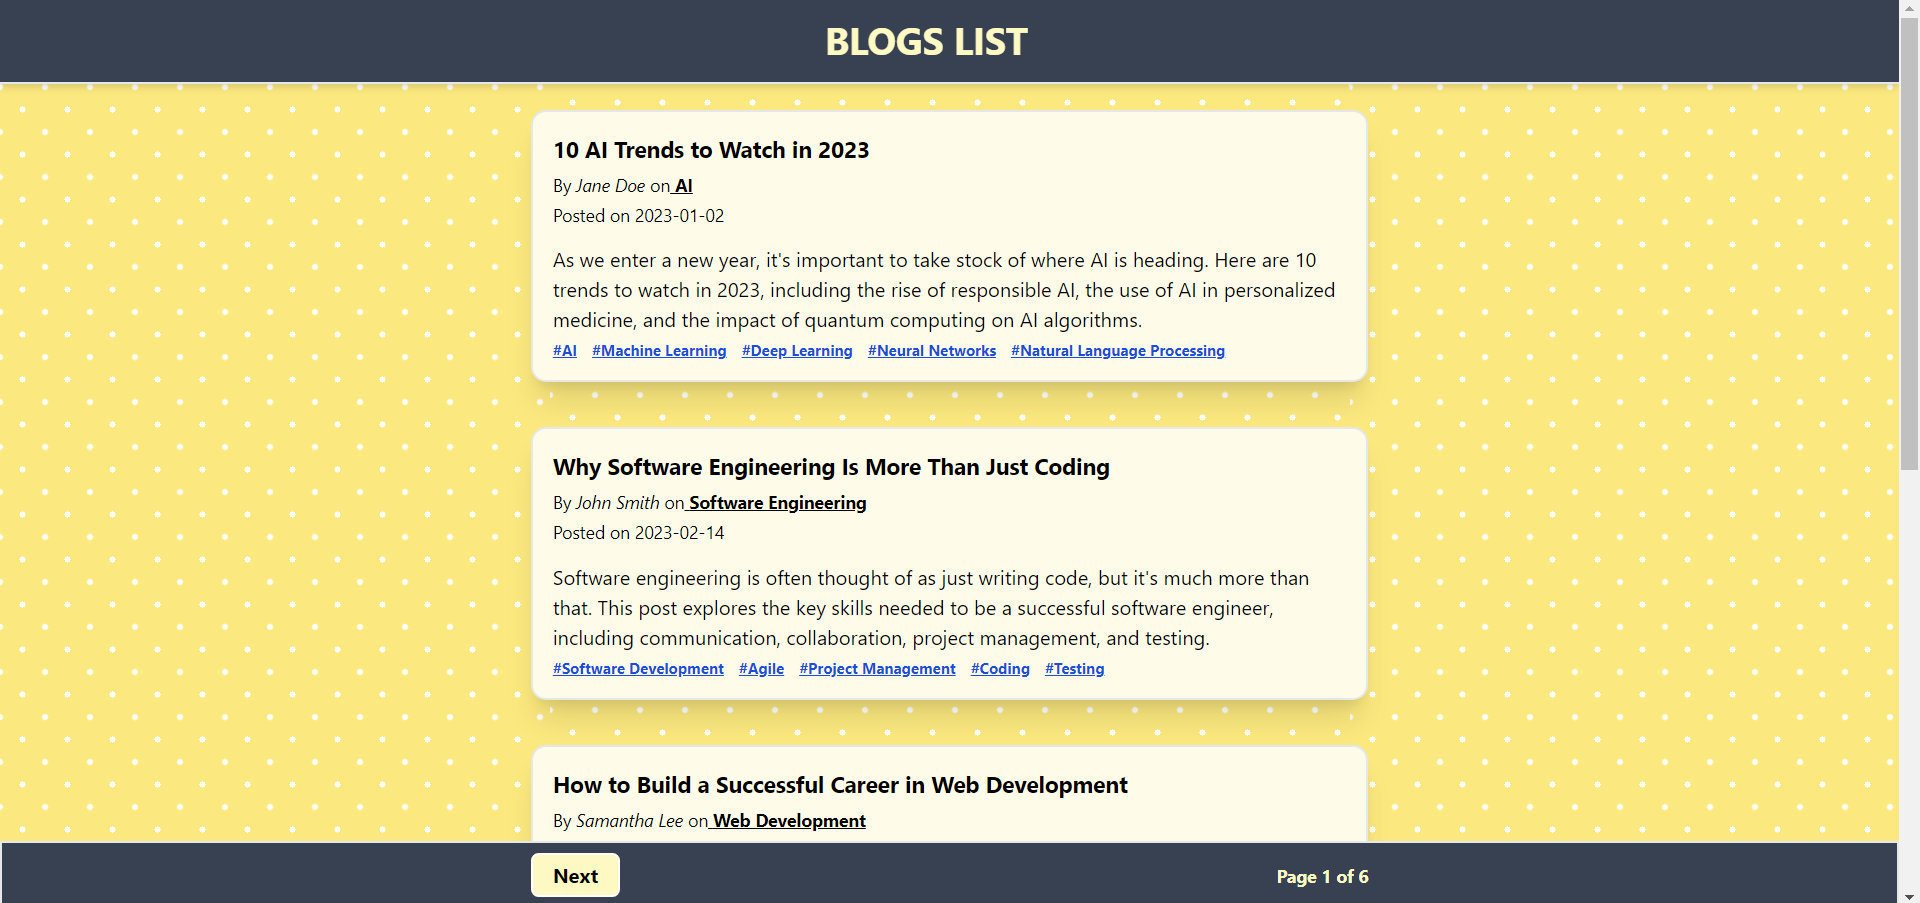 BLOGS LIST
10 AI Trends to Watch in 2023
By Jane Doe on AI
Posted on 2023-01-02
As we enter a new year, it's important to take stock of where AI is heading. Here are 10
trends to watch in 2023, including the rise of responsible AI, the use of AI in personalized
medicine, and the impact of quantum computing on AI algorithms.
#AI #Machine Learning #Deep Learning #Neural Networks #Natural Language Processing
Why Software Engineering Is More Than Just Coding
By John Smith on Software Engineering
Posted on 2023-02-14
Software engineering is often thought of as just writing code, but it's much more than
that. This post explores the key skills needed to be a successful software engineer,
including communication, collaboration, project management, and testing.
#Software Development #Agile #Project Management #Coding #Testing
How to Build a Successful Career in Web Development
By Samantha Lee on Web Development
Next Page 1 of 6